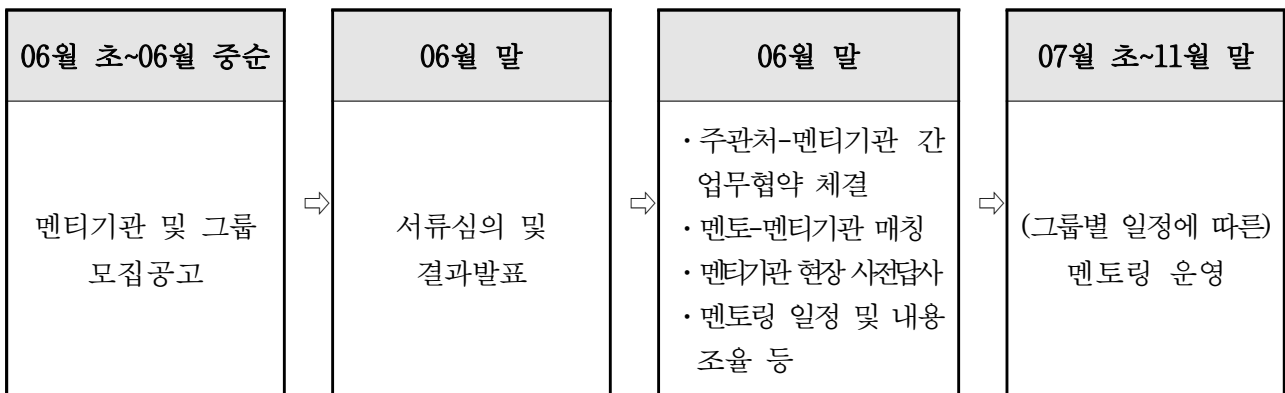 06월 초~06월 중순
멘티기관 및 그룹
모집공고
⇨
06월 말
서류심의 및
결과발표
⇨
06월 말
·주관처-멘티기관 간
업무협약 체결
·멘토-멘티기관 매칭
·멘티기관 현장 사전답사
·멘토링 일정 및 내용
조율 등
⇨
07월 초~11월 말
(그룹별 일정에 따른)
멘토링 운영